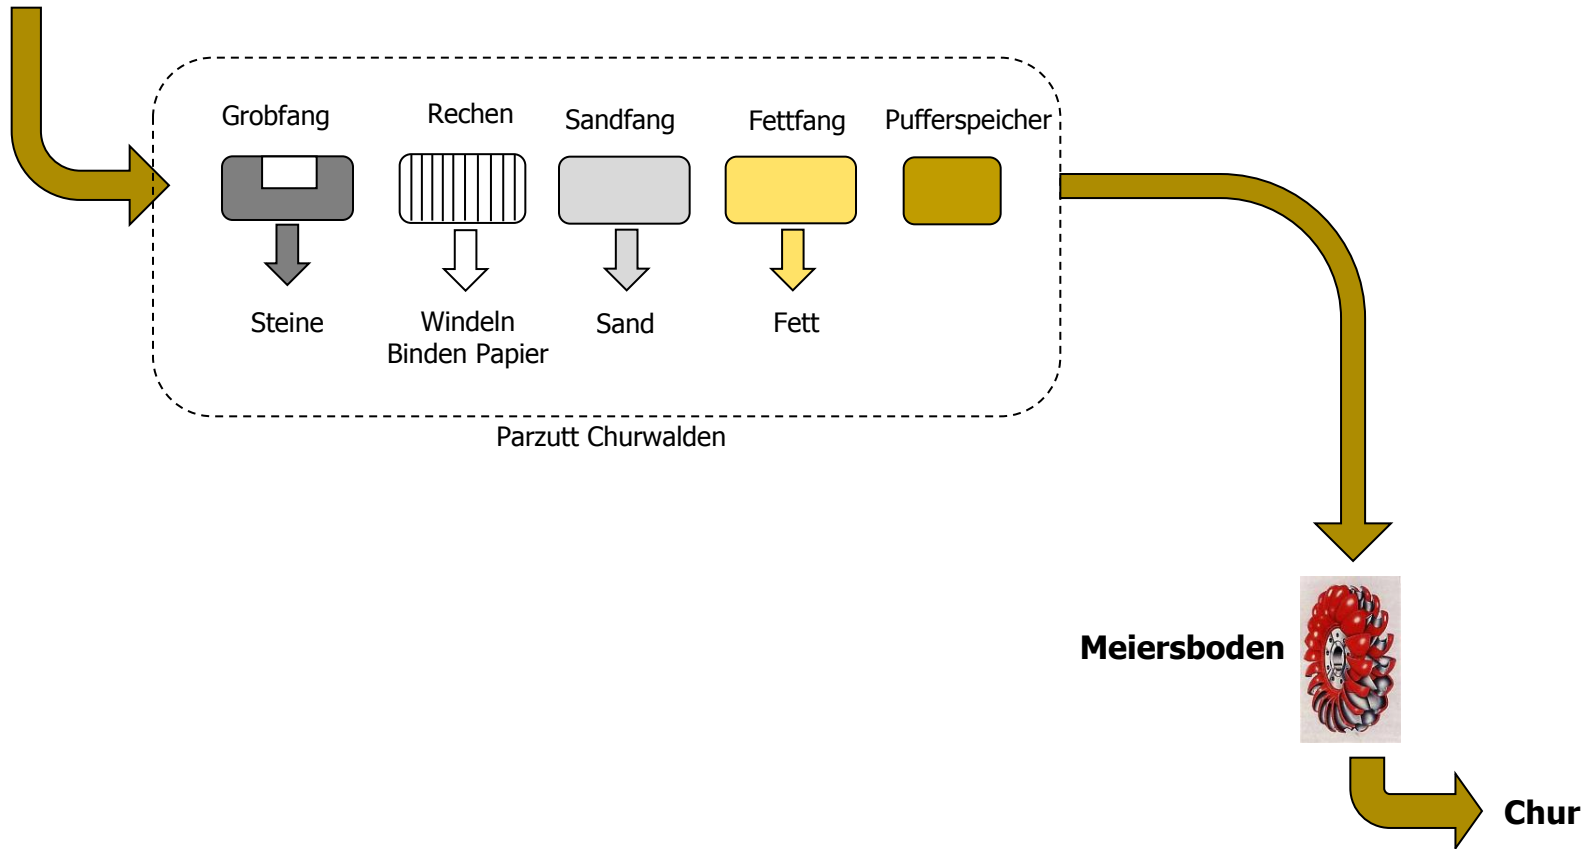 Grobfang
Rechen
Sandfang
Fettfang
Pufferspeicher
Steine
Windeln
Binden Papier
Sand
Fett
Parzutt Churwalden
Meiersboden
Chur